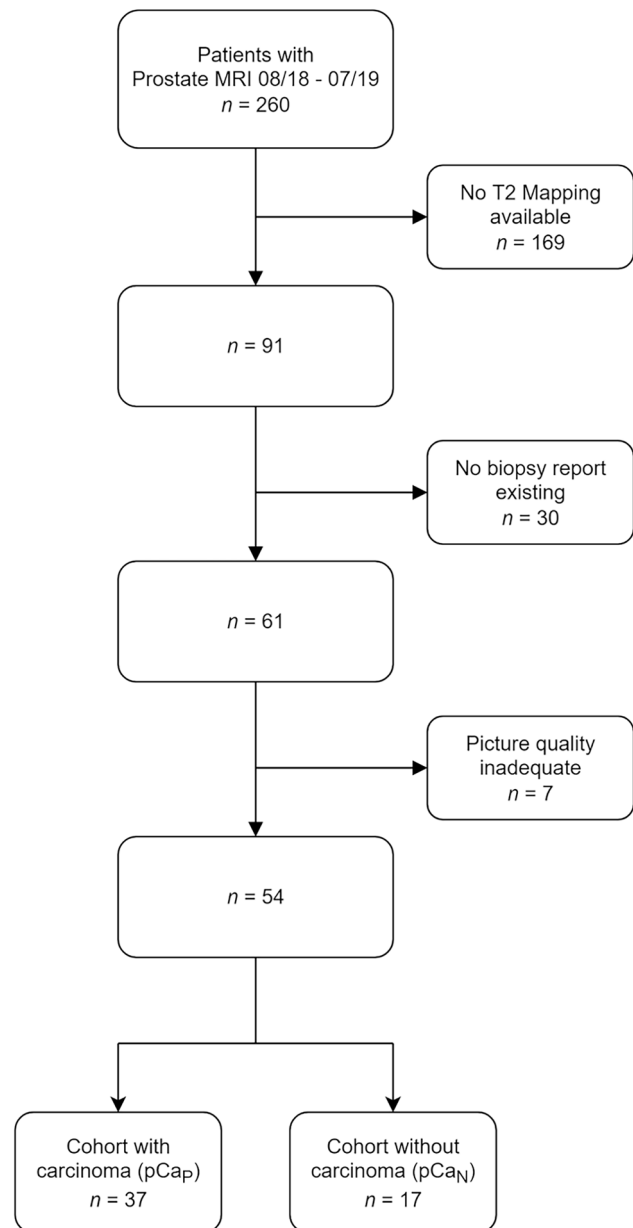 Patients with
Prostate MRI 08/18 - 07/19
n = 260
No T2 Mapping
available
n = 169
n = 91
No biopsy report
existing
n = 30
n = 61
Picture quality
inadequate
n = 7
n = 54
Cohort with
carcinoma (pCaP)
n = 37
Cohort without
carcinoma (pCaN)
n = 17